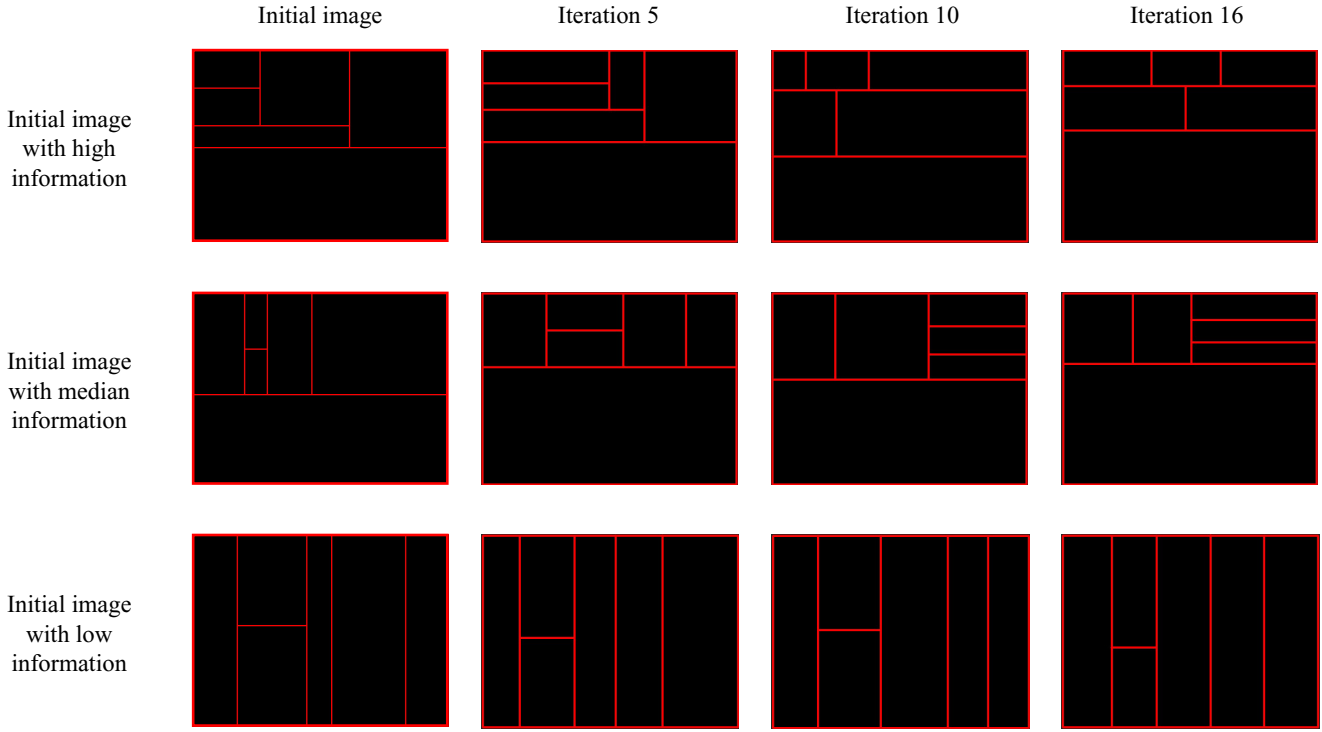 Initial image
Iteration 5
Iteration 10
Iteration 16
Initial image
with high
information
Initial image
with median
information
Initial image
with low
information